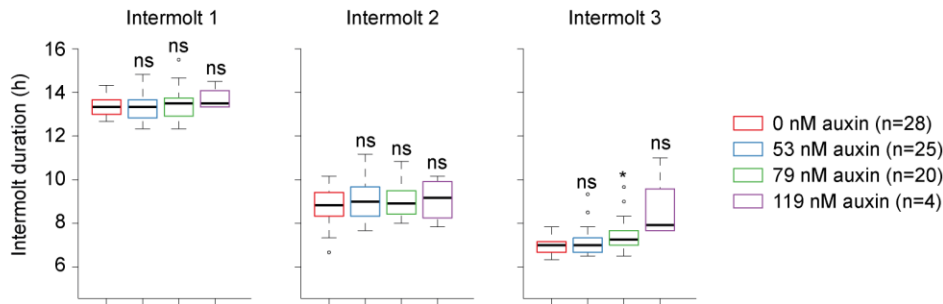 Intermolt 1
Intermolt 2
Intermolt 3
Intermolt duration (h)
16
14
12
10
8
6
ns
ns
ns
ns
ns
ns
ns
*
0 nM auxin (n=28)
53 nM auxin (n=25)
79 nM auxin (n=20)
119 nM auxin (n=4)